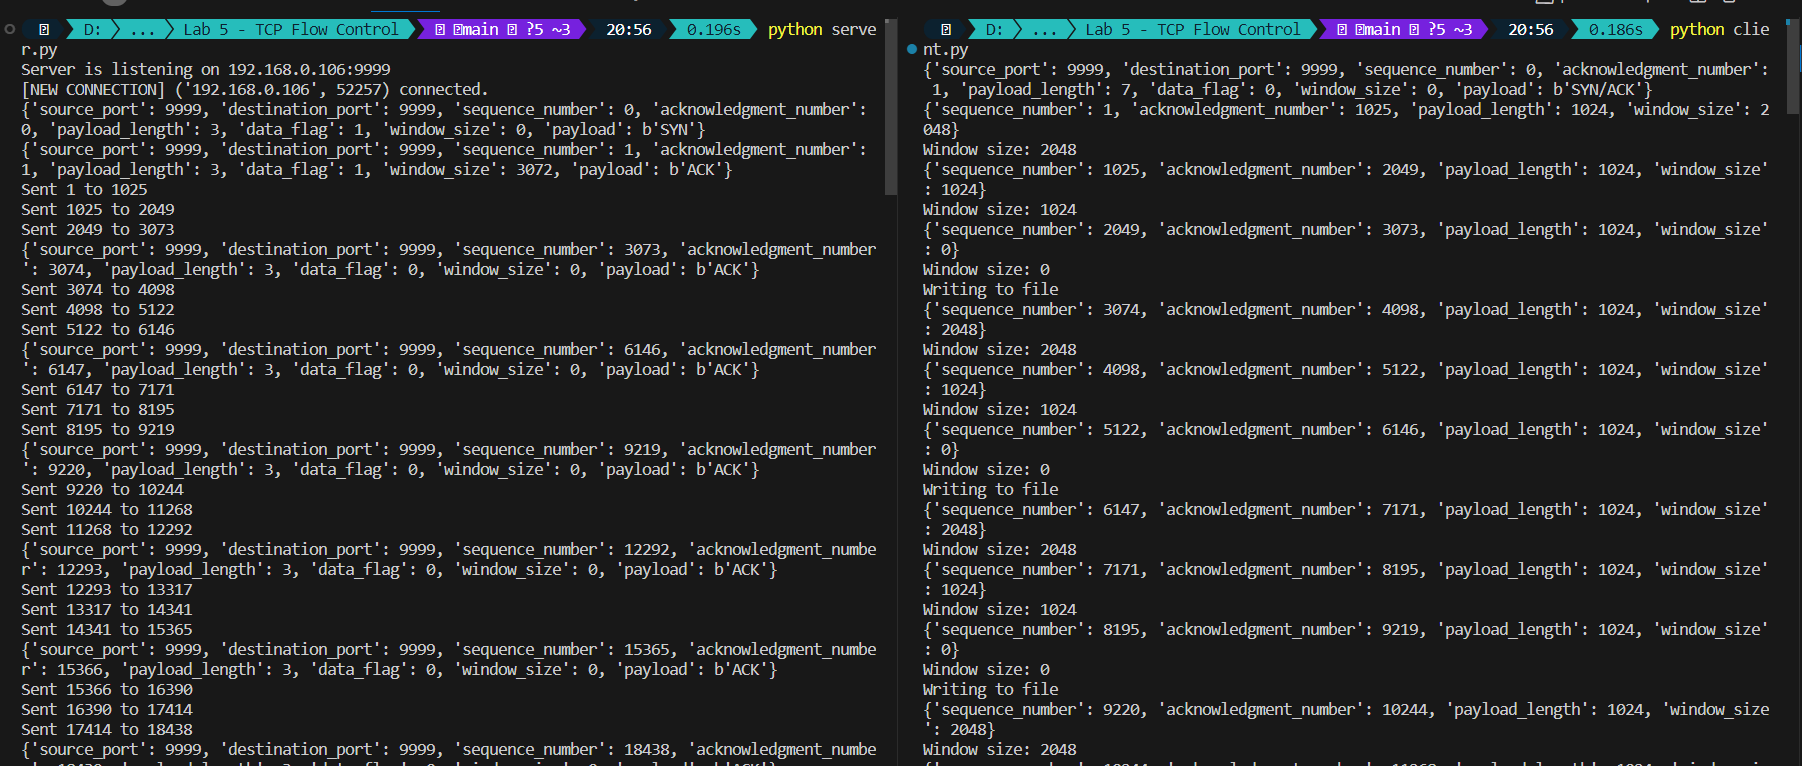 D: ... Lab 5 - TCP Flow Control main ?5 ~3 20:56 0.196s python serve
r.py
Server is listening on 192.168.0.106:9999
[NEW CONNECTION] ('192.168.0.106', 52257) connected.
{'source_port': 9999, 'destination_port': 9999, 'sequence_number': 0, 'acknowledgment_number':
0, 'payload_length': 3, 'data_flag': 1, 'window_size': 0, 'payload': b'SYN'}
{'source_port': 9999, 'destination_port': 9999, 'sequence_number': 1, 'acknowledgment_number':
1, 'payload_length': 3, 'data_flag': 1, 'window_size': 3072, 'payload': b'ACK'}
Sent 1 to 1025
Sent 1025 to 2049
Sent 2049 to 3073
{'source_port': 9999, 'destination_port': 9999, 'sequence_number': 3073, 'acknowledgment_number
': 3074, 'payload_length': 3, 'data_flag': 0, 'window_size': 0, 'payload': b'ACK'}
Sent 3074 to 4098
Sent 4098 to 5122
Sent 5122 to 6146
{'source_port': 9999, 'destination_port': 9999, 'sequence_number': 6146, 'acknowledgment_number
': 6147, 'payload_length': 3, 'data_flag': 0, 'window_size': 0, 'payload': b'ACK'}
Sent 6147 to 7171
Sent 7171 to 8195
Sent 8195 to 9219
{'source_port': 9999, 'destination_port': 9999, 'sequence_number': 9219, 'acknowledgment_number
': 9220, 'payload_length': 3, 'data_flag': 0, 'window_size': 0, 'payload': b'ACK'}
Sent 9220 to 10244
Sent 10244 to 11268
Sent 11268 to 12292
{'source_port': 9999, 'destination_port': 9999, 'sequence_number': 12292, 'acknowledgment_numbe
r': 12293, 'payload_length': 3, 'data_flag': 0, 'window_size': 0, 'payload': b'ACK'}
Sent 12293 to 13317
Sent 13317 to 14341
Sent 14341 to 15365
{'source_port': 9999, 'destination_port': 9999, 'sequence_number': 15365, 'acknowledgment_numbe
r': 15366, 'payload_length': 3, 'data_flag': 0, 'window_size': 0, 'payload': b'ACK'}
Sent 15366 to 16390
Sent 16390 to 17414
Sent 17414 to 18438
{'source_port': 9999, 'destination_port': 9999, 'sequence_number': 18438, 'acknowledgment_numbe
D: ... Lab 5 - TCP Flow Control main ?5 ~3 20:56 0.186s python clie
nt.py
{'source_port': 9999, 'destination_port': 9999, 'sequence_number': 0, 'acknowledgment_number':
1, 'payload_length': 7, 'data_flag': 0, 'window_size': 0, 'payload': b'SYN/ACK'}
{'sequence_number': 1, 'acknowledgment_number': 1025, 'payload_length': 1024, 'window_size': 2
048}
Window size: 2048
{'sequence_number': 1025, 'acknowledgment_number': 2049, 'payload_length': 1024, 'window_size'
: 1024}
Window size: 1024
{'sequence_number': 2049, 'acknowledgment_number': 3073, 'payload_length': 1024, 'window_size'
: 0}
Window size: 0
Writing to file
{'sequence_number': 3074, 'acknowledgment_number': 4098, 'payload_length': 1024, 'window_size'
: 2048}
Window size: 2048
{'sequence_number': 4098, 'acknowledgment_number': 5122, 'payload_length': 1024, 'window_size'
: 1024}
Window size: 1024
{'sequence_number': 5122, 'acknowledgment_number': 6146, 'payload_length': 1024, 'window_size'
: 0}
Window size: 0
Writing to file
{'sequence_number': 6147, 'acknowledgment_number': 7171, 'payload_length': 1024, 'window_size'
: 2048}
Window size: 2048
{'sequence_number': 7171, 'acknowledgment_number': 8195, 'payload_length': 1024, 'window_size'
: 1024}
Window size: 1024
{'sequence_number': 8195, 'acknowledgment_number': 9219, 'payload_length': 1024, 'window_size'
: 0}
Window size: 0
Writing to file
{'sequence_number': 9220, 'acknowledgment_number': 10244, 'payload_length': 1024, 'window_size
': 2048}
Window size: 2048